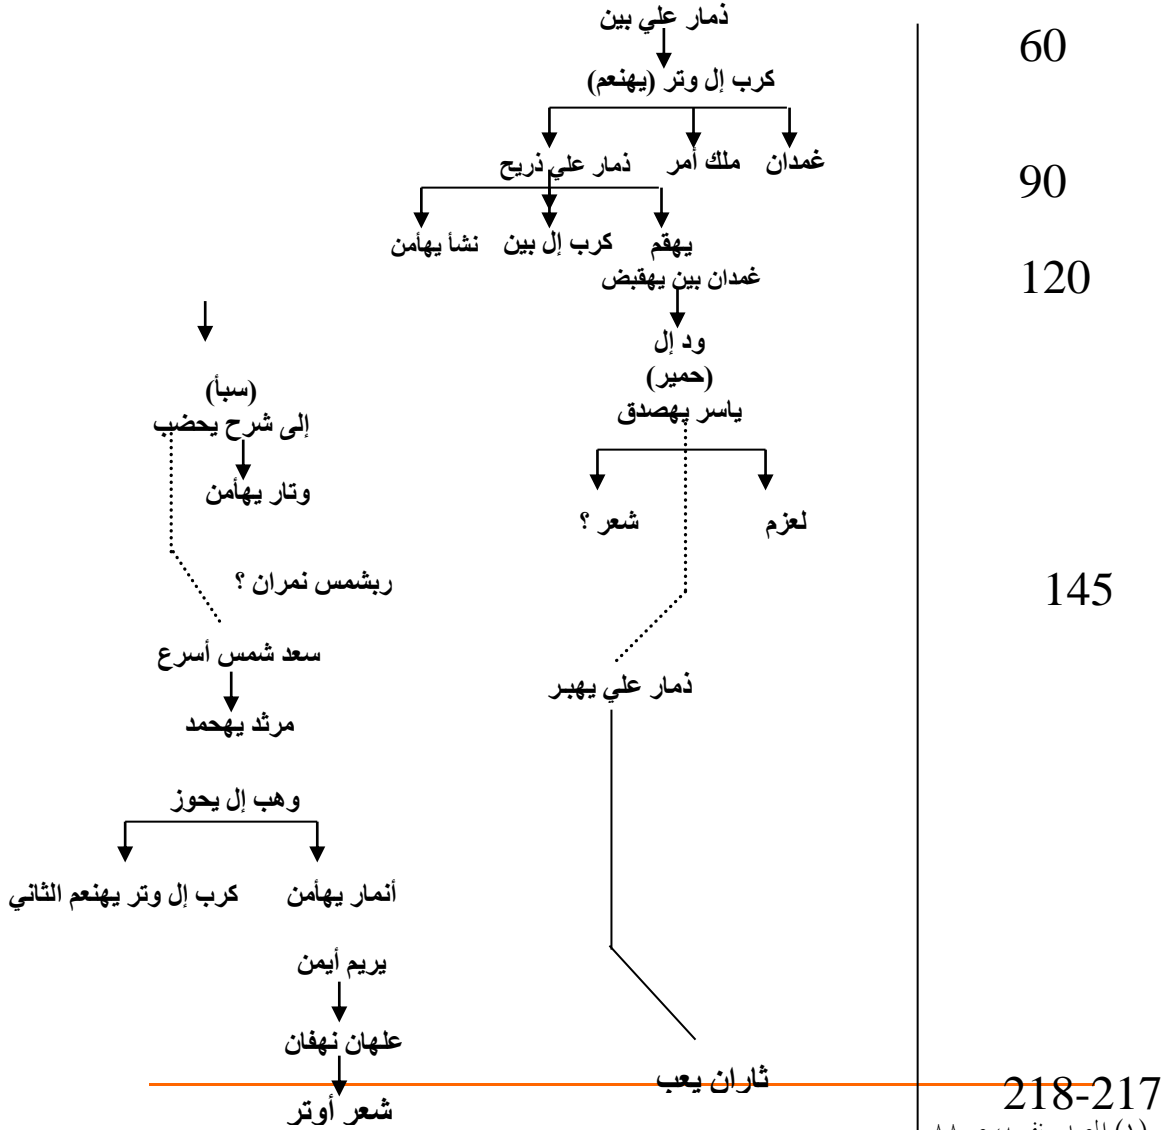 ذمار علي بين
60
كرب إل وتر (يهنعم)
غمدان ملك أمر ذمار علي ذريح
90
يهقم كرب إل بين نشأ يهأمن
غمدان بين يهقبض
120
ود إل
(حمير)
(سبأ)
ياسر يهصدق
إلى شرح يحضب
وتار يهأمن
لعزم شعر ؟
ربشمس نمران ؟
145
سعد شمس أسرع
ذمار علي يهبر
مرثد يهحمد
وهب إل يحوز
أنمار يهأمن كرب إل وتر يهنعم الثاني
يريم أيمن
علهان نهفان
ثاران يعب
218-217
شعر أوتر